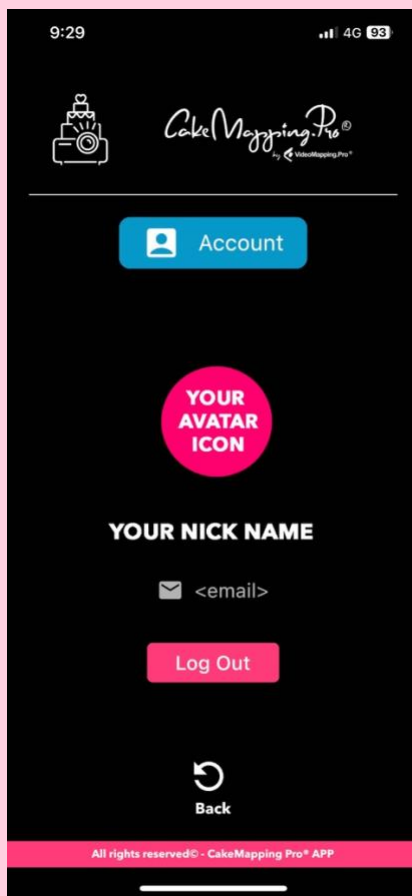 9:29
4G 93
CakeMapping.Pro®
by VideoMapping.Pro®
Account
YOUR
AVATAR
ICON
YOUR NICK NAME
<email>
Log Out
Back
All rights reserved© - CakeMapping Pro® APP